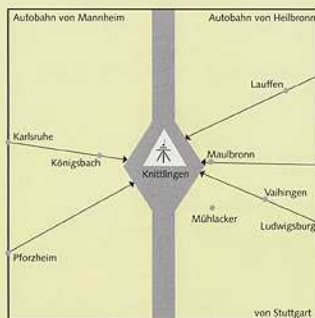 Autobahn von Mannheim
Autobahn von Heilbronn
Lauffen
Karlsruhe
Königsbach
Maulbronn
Knittlingen
Vaihingen
Mühlacker
Ludwigsburg
Pforzheim
von Stuttgart